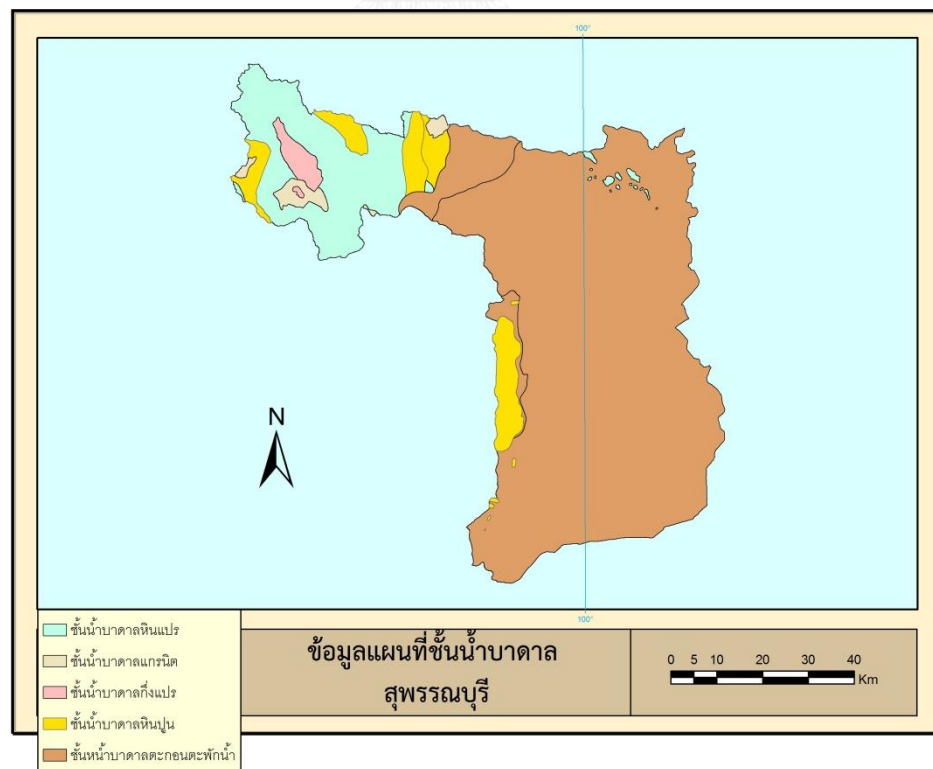 100°
N
100°
ชั้นน้ำบาดาลหินแปร
ชั้นน้ำบาดาลแกรนิต
ชั้นน้ำบาดาลกึ่งแปร
ชั้นน้ำบาดาลหินปูน
ชั้นหน้ำบาดาลตะกอนตะพักน้ำ
ข้อมูลแผนที่ชั้นน้ำบาดาล
สุพรรณบุรี
0 5 10 20 30 40
Km